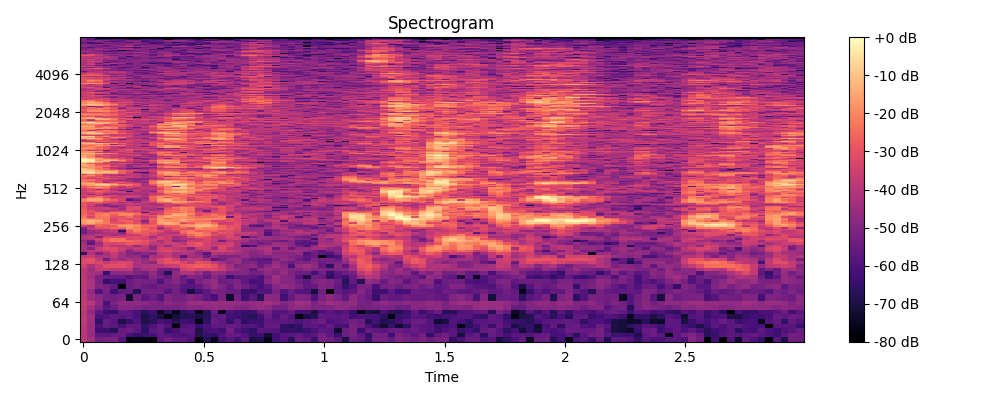 Spectrogram
Hz
4096
2048
1024
512
256
128
64
0
0
0.5
1
1.5
2
2.5
Time
+0 dB
-10 dB
-20 dB
-30 dB
-40 dB
-50 dB
-60 dB
-70 dB
-80 dB